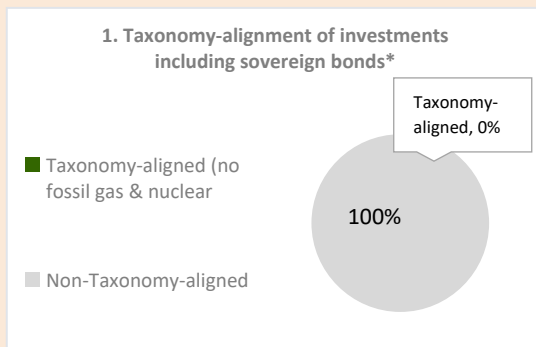 1. Taxonomy-alignment of investments
including sovereign bonds*
Taxonomy-
aligned, 0%
Taxonomy-aligned (no
fossil gas & nuclear
100%
Non-Taxonomy-aligned